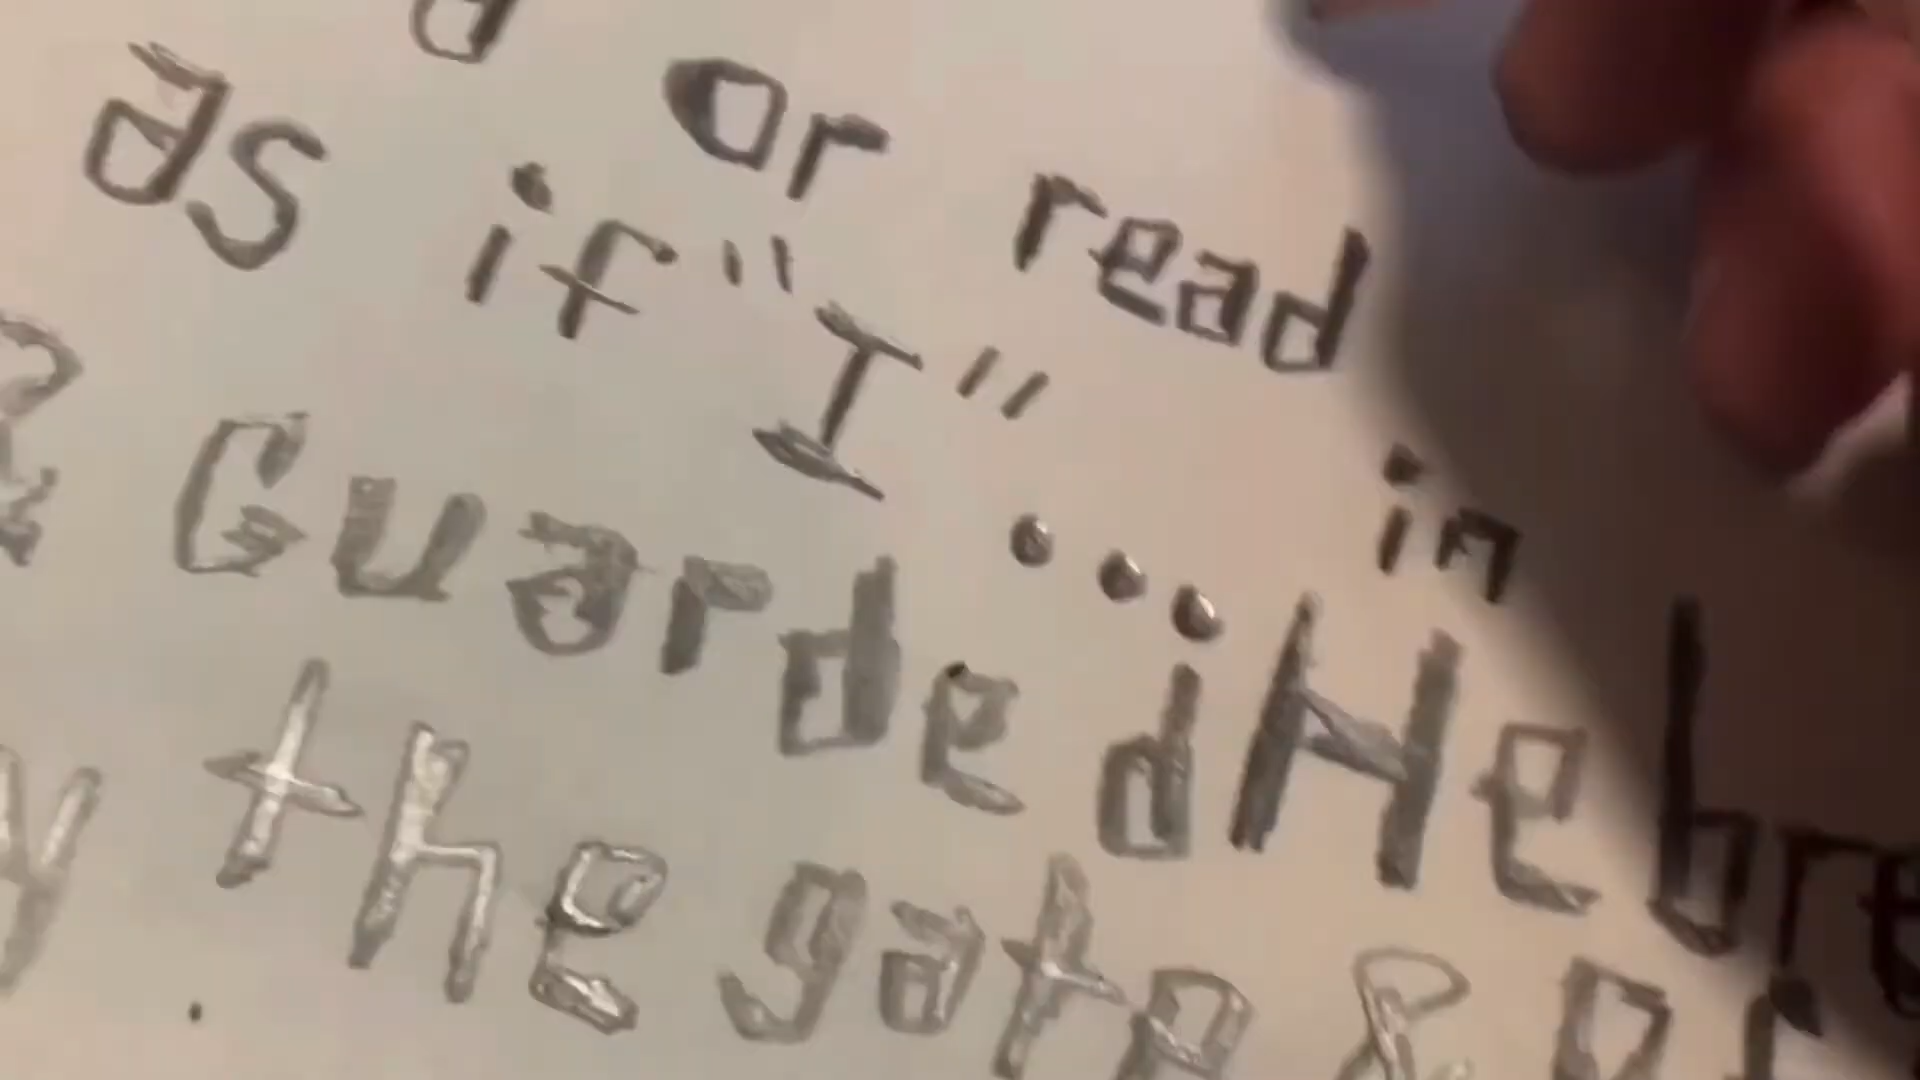 or read in Hebre
as if "I" ...
& Guarded
y the gate &